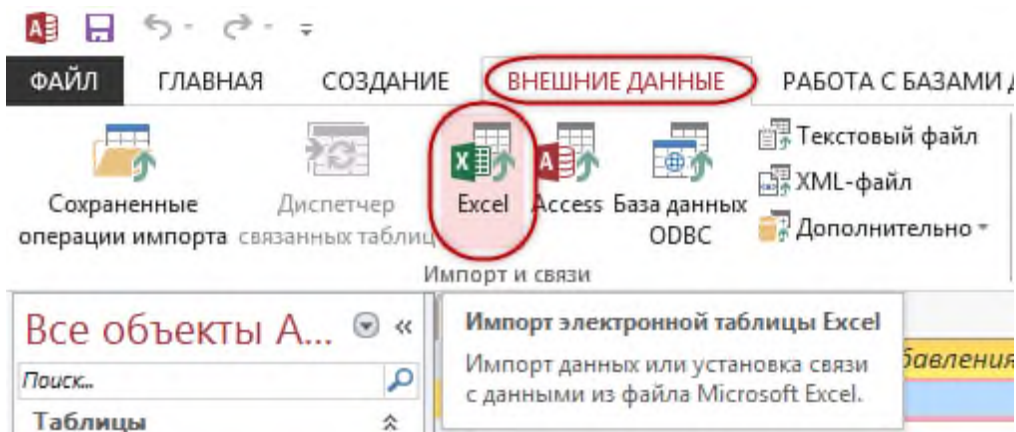 ФАЙЛ ГЛАВНАЯ СОЗДАНИЕ ВНЕШНИЕ ДАННЫЕ РАБОТА С БАЗАМИ
Сохраненные операции импорта
Диспетчер связанных таблиц
Excel
Access
База данных ODBC
Текстовый файл
XML-файл
Дополнительно
Импорт и связи
Все объекты A...
Поиск...
Таблицы
Импорт электронной таблицы Excel
Импорт данных или установка связи
с данными из файла Microsoft Excel.